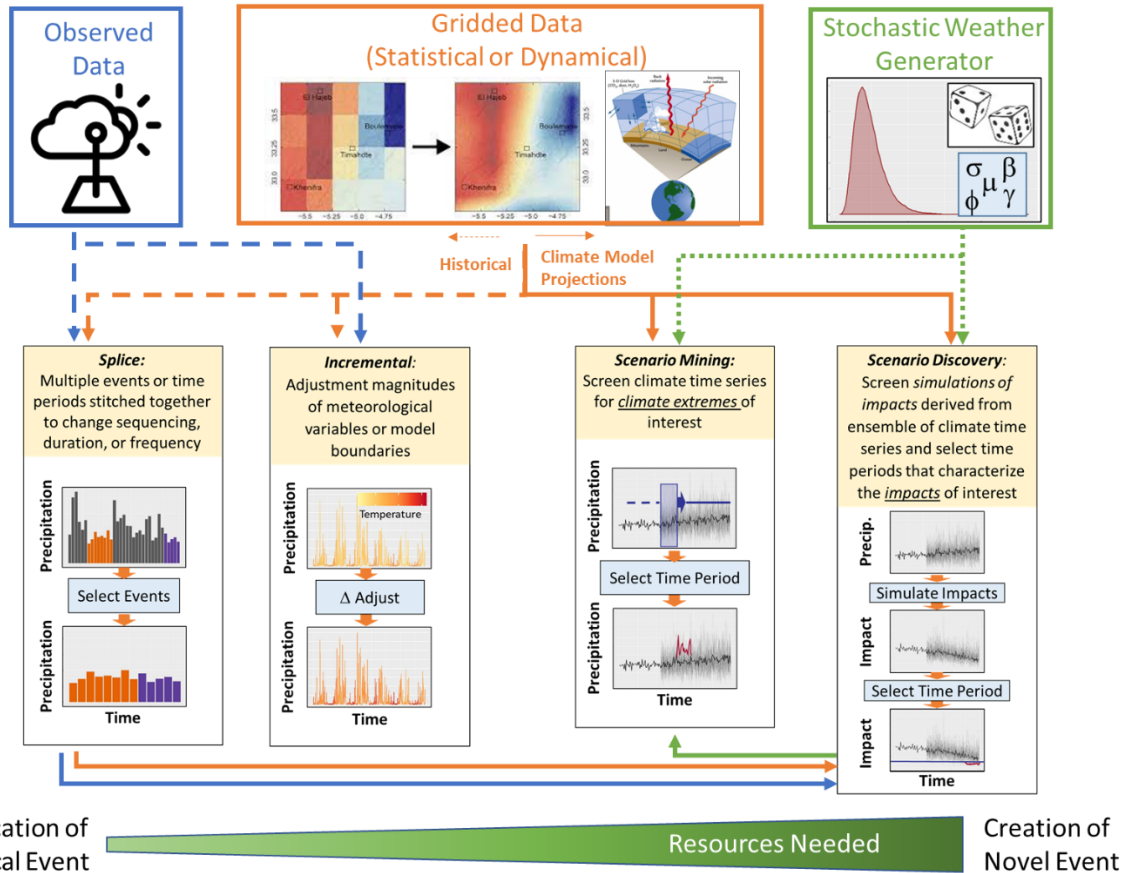 Observed
Data
Gridded Data
(Statistical or Dynamical)
Stochastic Weather
Generator
El Hajeb
Boulemane
Timahdte
Khenifra
33.5
33.25
33.0
-5.5
-5.25
-5.0
-4.75
El Hajeb
Boulemane
Timahdte
Khenifra
33.5
33.25
33.0
-5.5
-5.25
-5.0
-4.75
σ μ β
ϕ γ
Historical
Climate Model
Projections
Splice:
Multiple events or time
periods stitched together
to change sequencing,
duration, or frequency
Precipitation
Select Events
Precipitation
Time
Incremental:
Adjustment magnitudes
of meteorological
variables or model
boundaries
Precipitation
Temperature
Δ Adjust
Precipitation
Time
Scenario Mining:
Screen climate time series
for climate extremes of
interest
Precipitation
Select Time Period
Precipitation
Time
Scenario Discovery:
Screen simulations of
impacts derived from
ensemble of climate time
series and select time
periods that characterize
the impacts of interest
Precip.
Simulate Impacts
Impact
Select Time Period
Impact
Time
cation of
cal Event
Resources Needed
Creation of
Novel Event